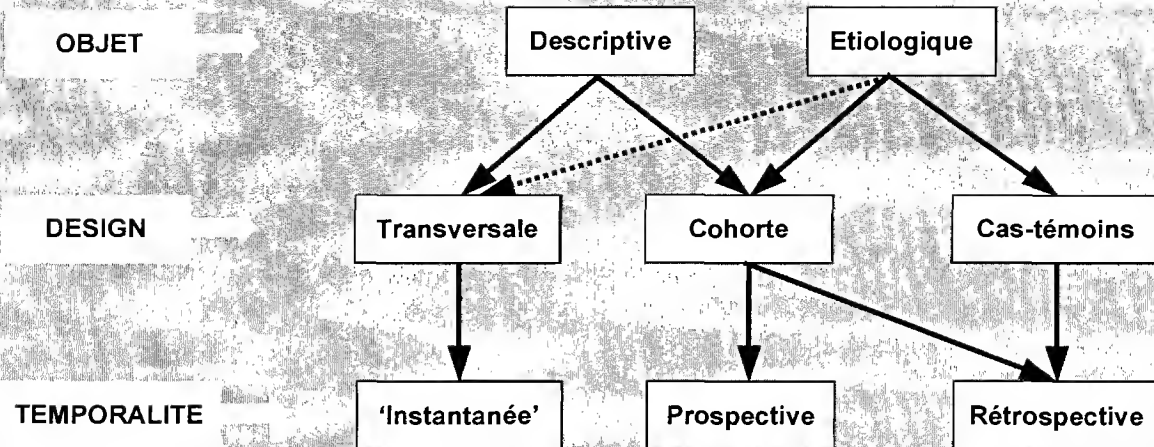 OBJET
Descriptive
Etiologique
DESIGN
Transversale
Cohorte
Cas-témoins
TEMPORALITE
‘Instantanée’
Prospective
Rétrospective